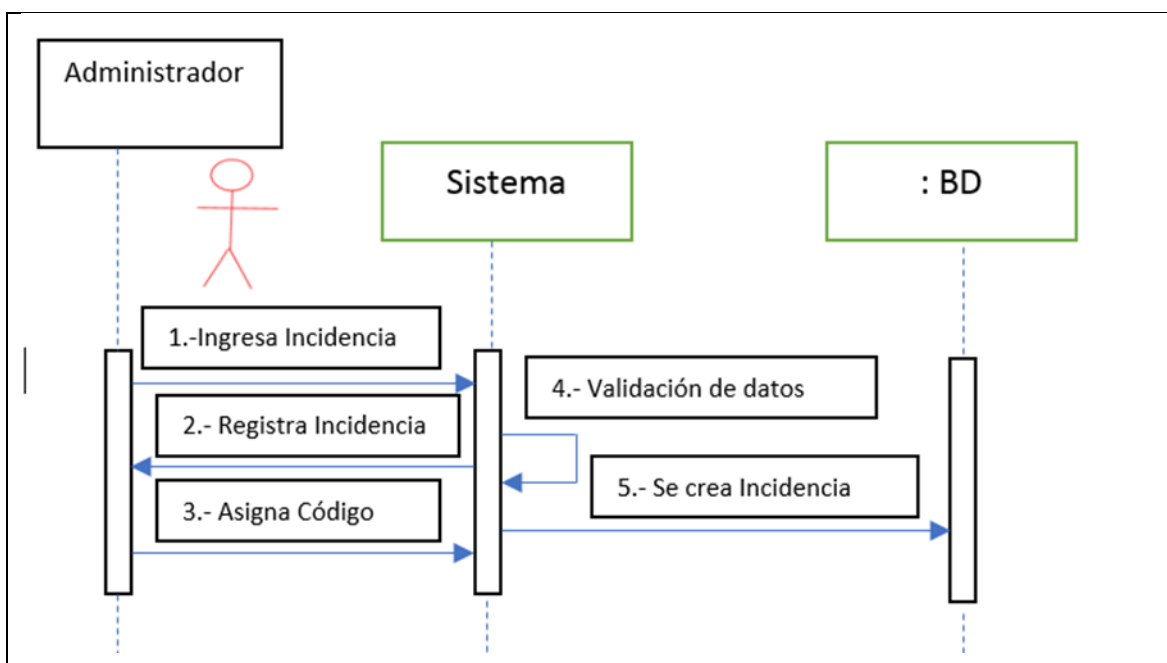 Administrador
Sistema
: BD
1.-Ingresa Incidencia
2.- Registra Incidencia
3.- Asigna Código
4.- Validación de datos
5.- Se crea Incidencia